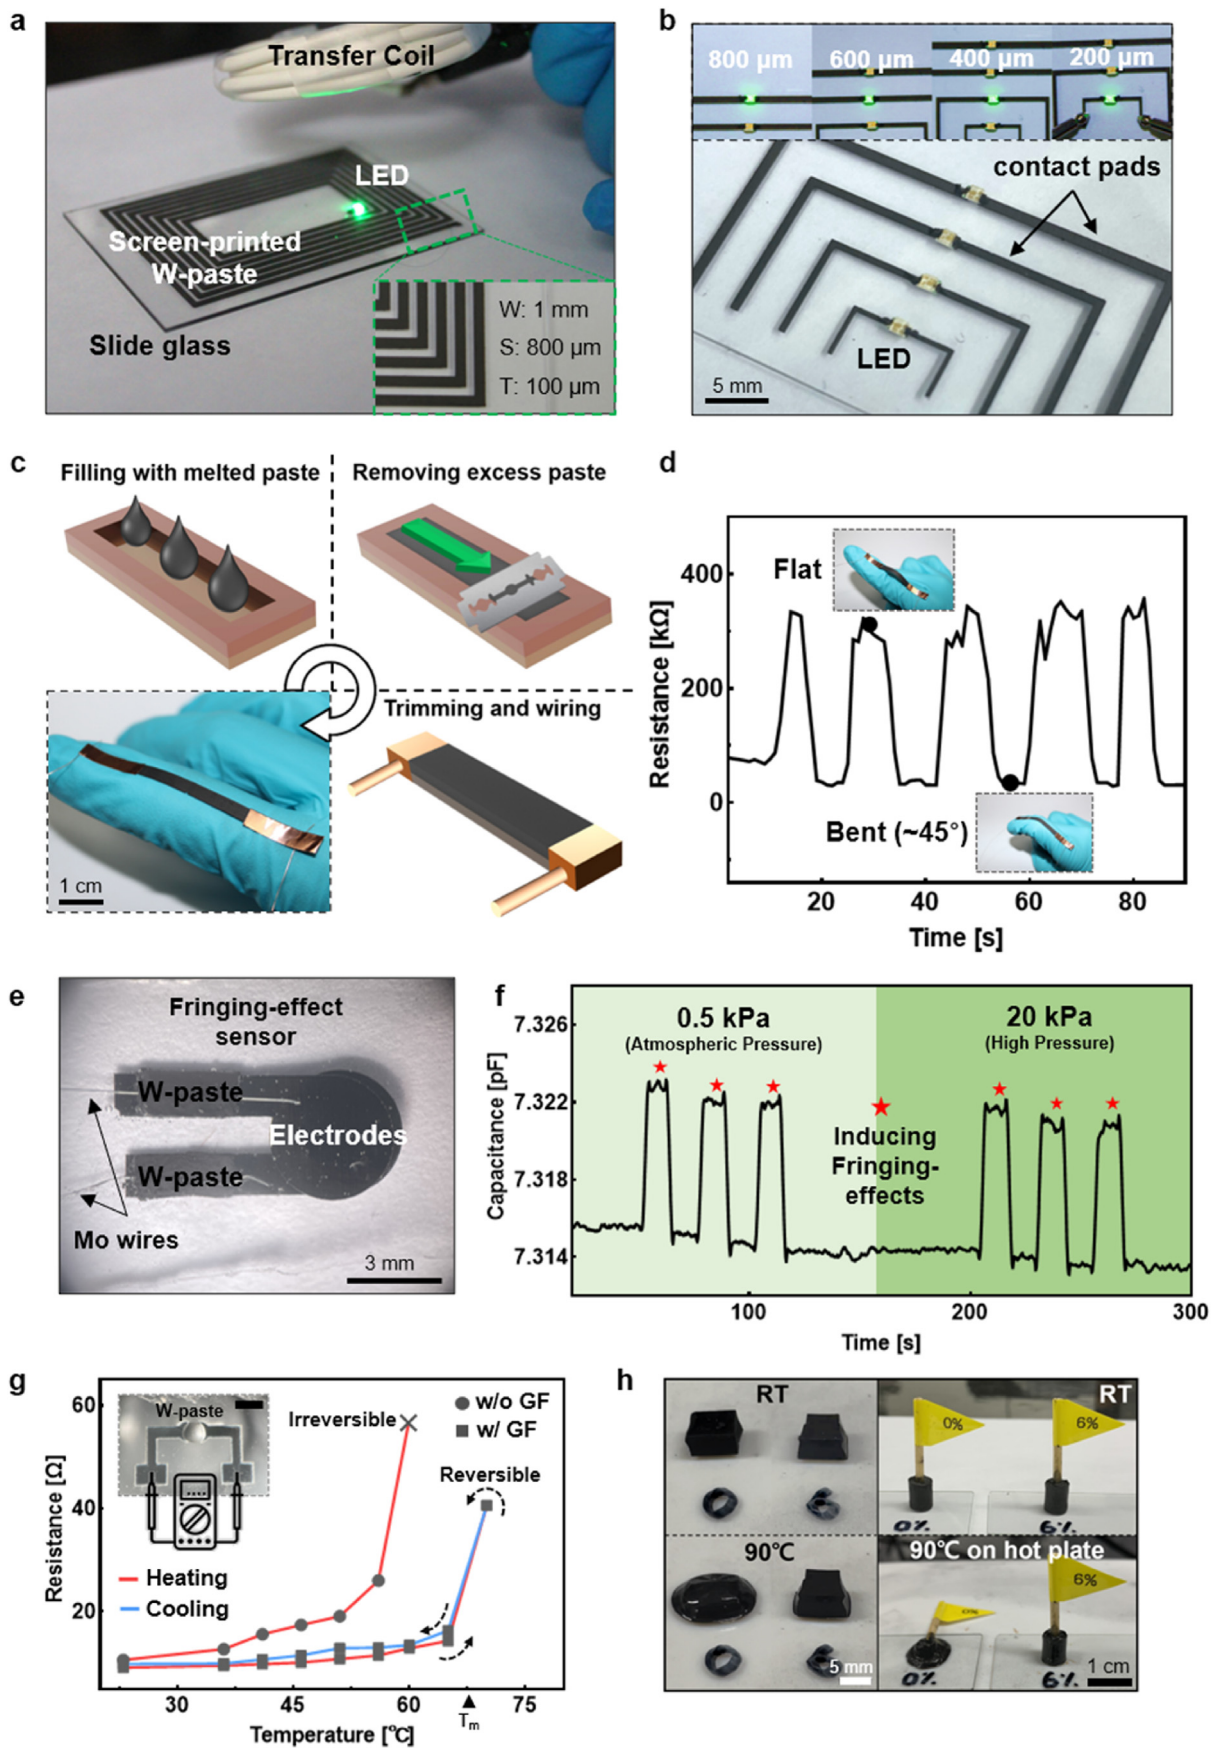 a
Transfer Coil
LED
Screen-printed
W-paste
Slide glass
W: 1 mm
S: 800 µm
T: 100 µm
b
800 µm
600 µm
400 µm
200 µm
contact pads
LED
5 mm
c
Filling with melted paste
Removing excess paste
Trimming and wiring
1 cm
d
Resistance [kΩ]
400
200
0
Flat
Bent (~45°)
20
40
60
80
Time [s]
e
Fringing-effect
sensor
W-paste
Electrodes
W-paste
Mo wires
3 mm
f
Capacitance [pF]
7.326
7.322
7.318
7.314
0.5 kPa
(Atmospheric Pressure)
20 kPa
(High Pressure)
Inducing
Fringing-
effects
100
200
300
Time [s]
g
Resistance [Ω]
60
40
20
W-paste
Irreversible
w/o GF
w/ GF
Reversible
Heating
Cooling
30
45
60
75
Tm
Temperature [℃]
h
RT
RT
0%
6%
0%
6%
90℃
90℃ on hot plate
0%
6%
0%
6%
5 mm
1 cm